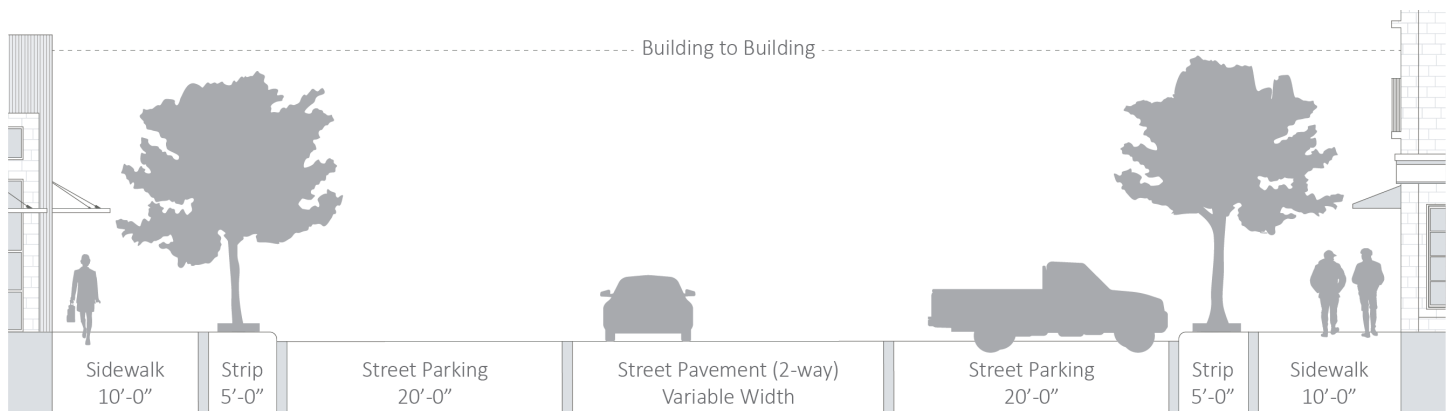 Building to Building
Sidewalk
10’-0”
Strip
5’-0”
Street Parking
20’-0”
Street Pavement (2-way)
Variable Width
Street Parking
20’-0”
Strip
5’-0”
Sidewalk
10’-0”